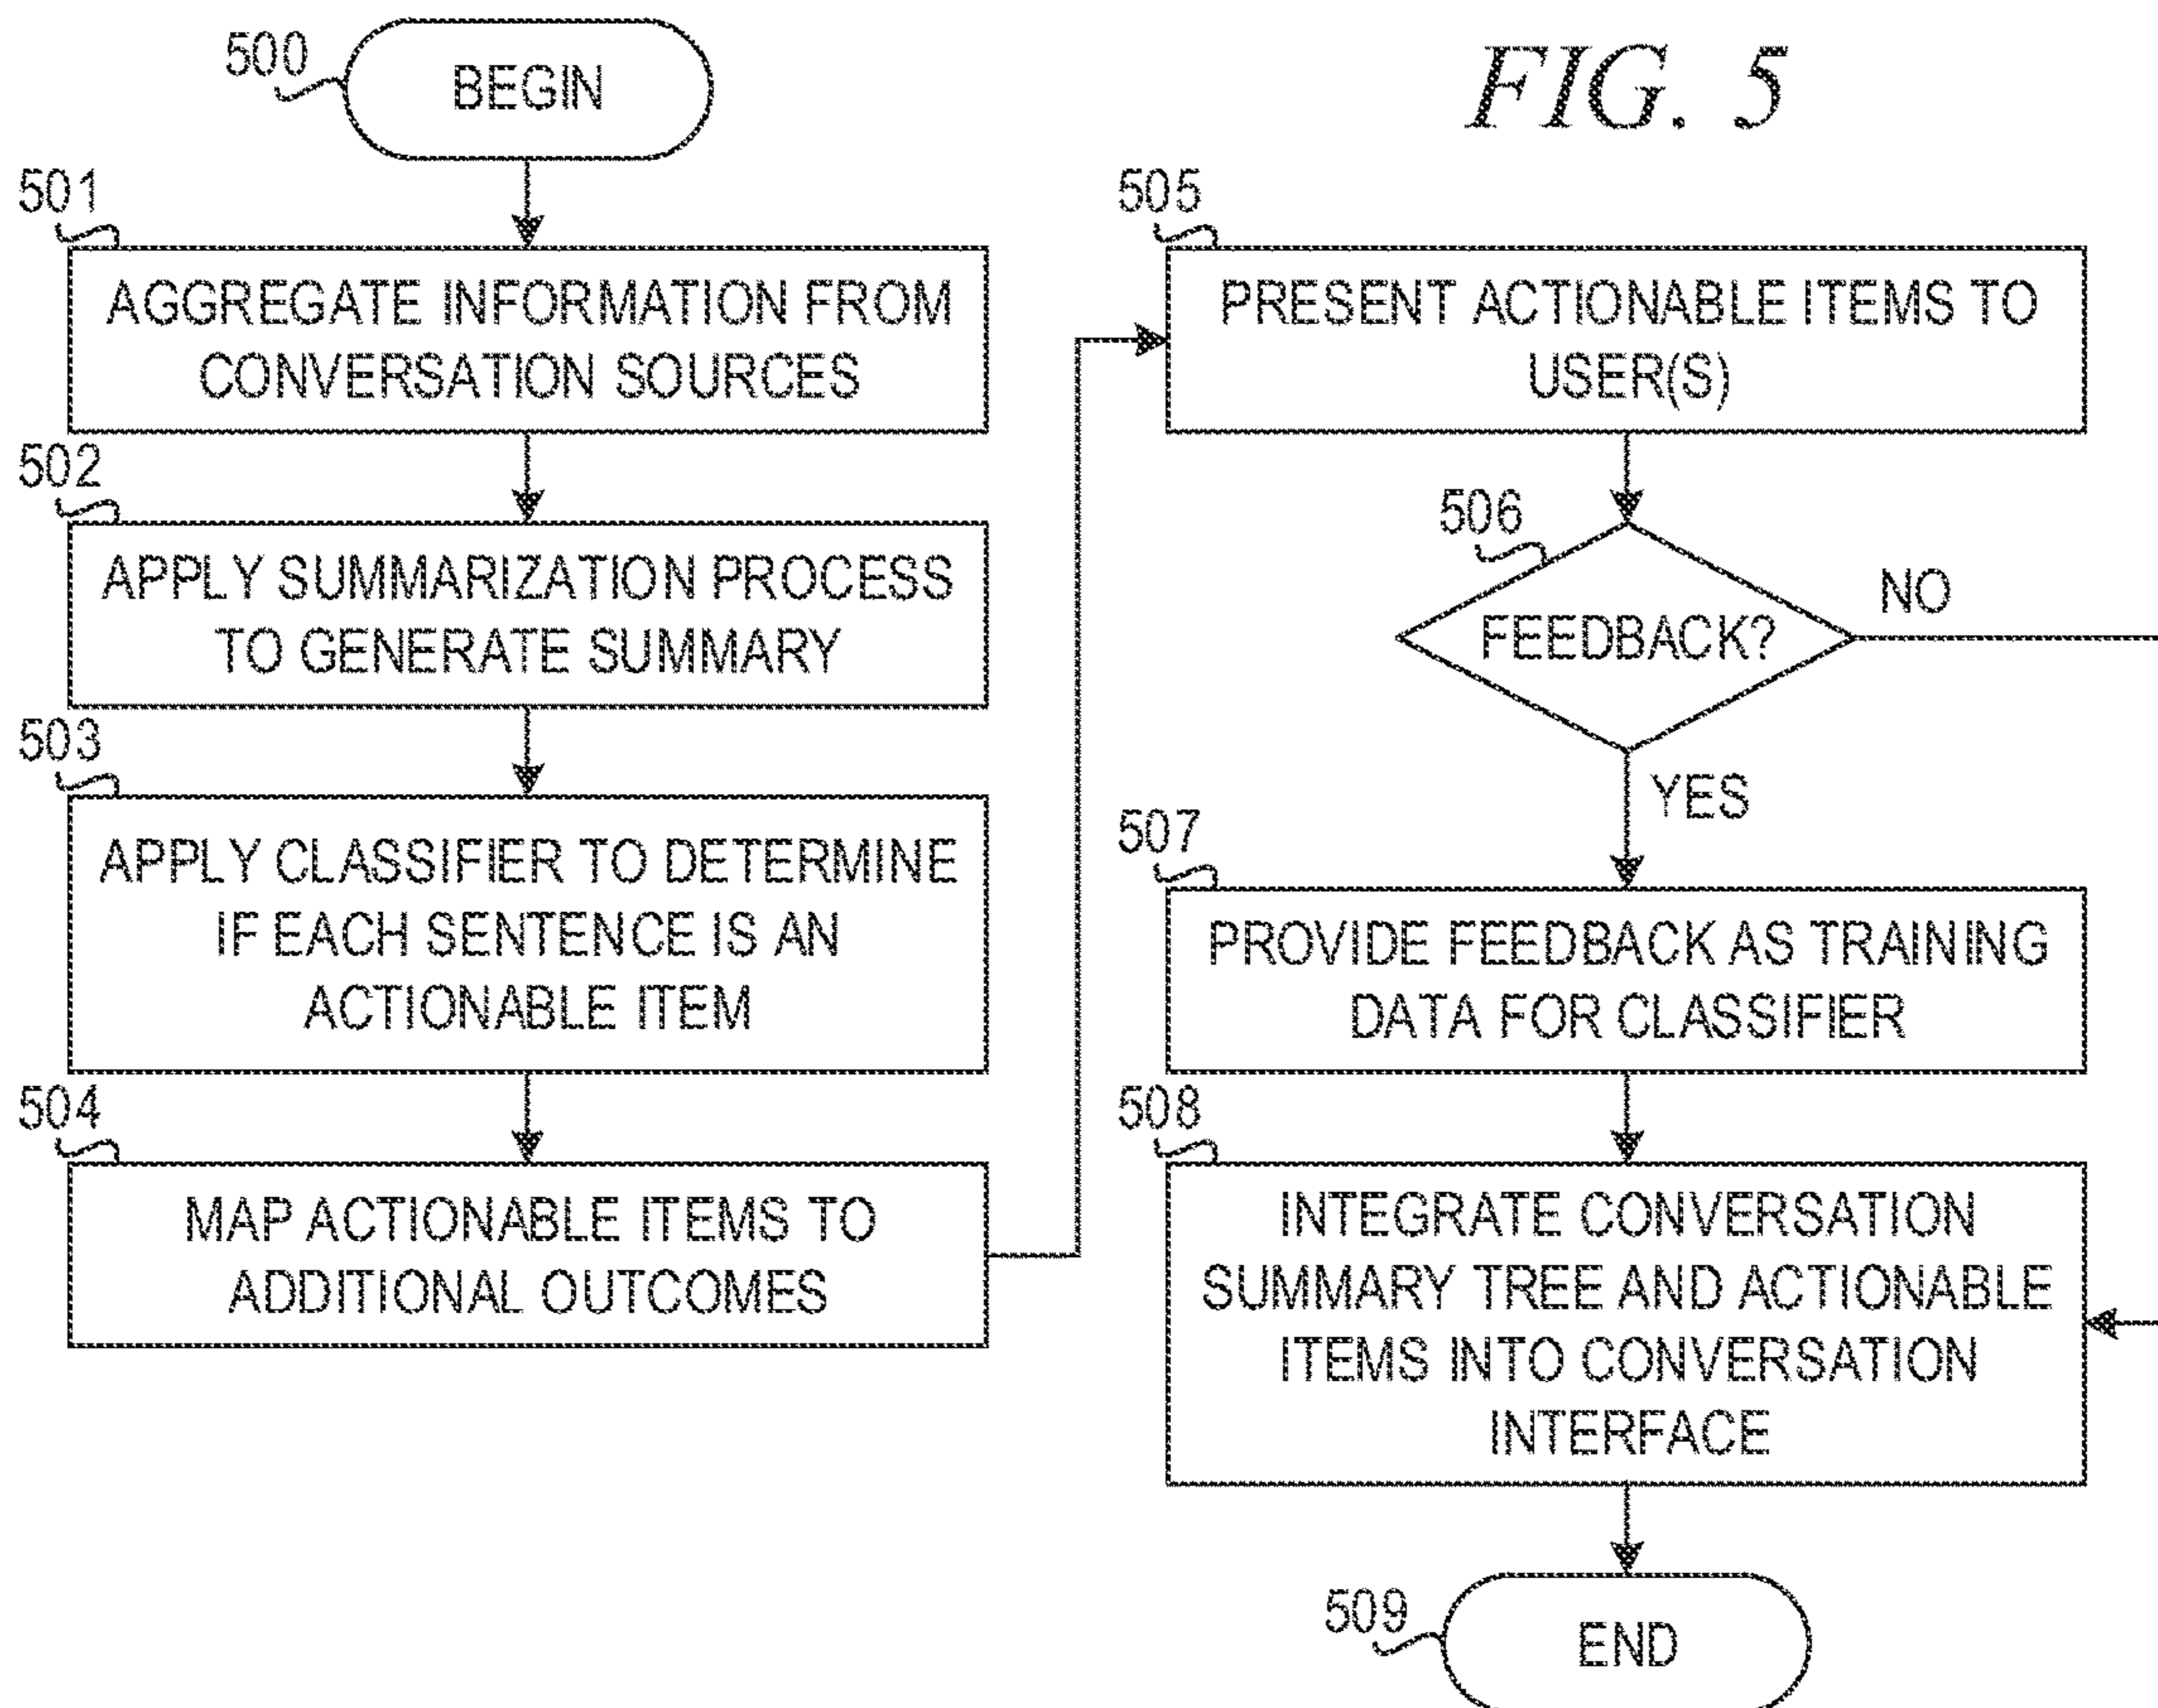 FIG. 5
500
BEGIN
501
AGGREGATE INFORMATION FROM
CONVERSATION SOURCES
502
APPLY SUMMARIZATION PROCESS
TO GENERATE SUMMARY
503
APPLY CLASSIFIER TO DETERMINE
IF EACH SENTENCE IS AN
ACTIONABLE ITEM
504
MAP ACTIONABLE ITEMS TO
ADDITIONAL OUTCOMES
505
PRESENT ACTIONABLE ITEMS TO
USER(S)
506
FEEDBACK?
NO
YES
507
PROVIDE FEEDBACK AS TRAINING
DATA FOR CLASSIFIER
508
INTEGRATE CONVERSATION
SUMMARY TREE AND ACTIONABLE
ITEMS INTO CONVERSATION
INTERFACE
509
END